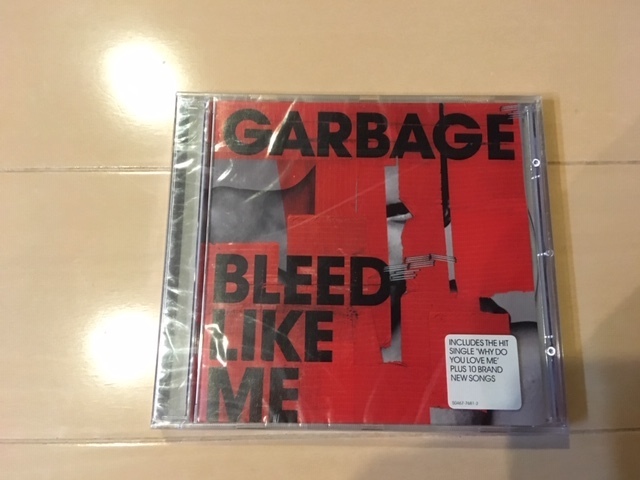 GARBAGE
BLEED
LIKE
ME
INCLUDES THE HIT
SINGLE 'WHY DO
YOU LOVE ME'
PLUS 10 BRAND
NEW SONGS